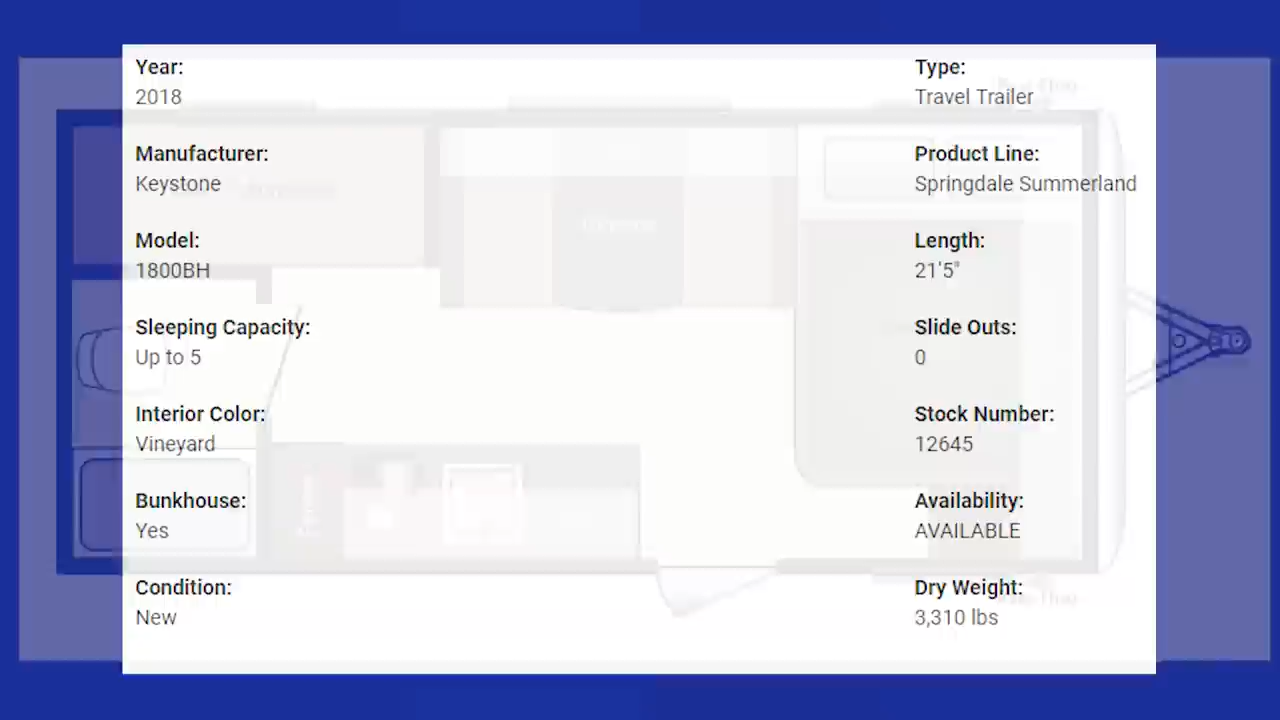 Year:
2018
Manufacturer:
Keystone
Model:
1800BH
Sleeping Capacity:
Up to 5
Interior Color:
Vineyard
Bunkhouse:
Yes
Condition:
New
Type:
Travel Trailer
Product Line:
Springdale Summerland
Length:
21'5"
Slide Outs:
0
Stock Number:
12645
Availability:
AVAILABLE
Dry Weight:
3,310 lbs